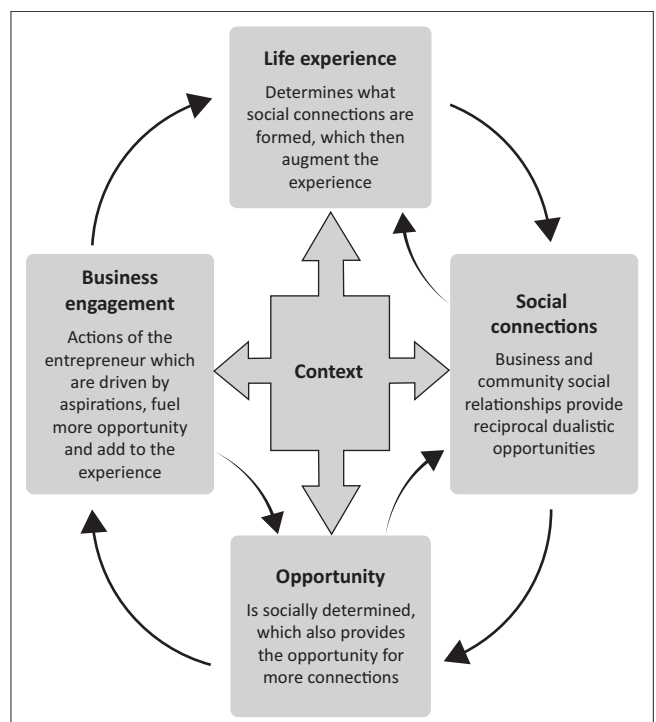 Life experience
Determines what
social connections are
formed, which then
augment the
experience
Business
engagement
Actions of the
entrepreneur which
are driven by
aspirations, fuel
more opportunity
and add to the
experience
Context
Social
connections
Business and
community social
relationships provide
reciprocal dualistic
opportunities
Opportunity
Is socially determined,
which also provides
the opportunity for
more connections